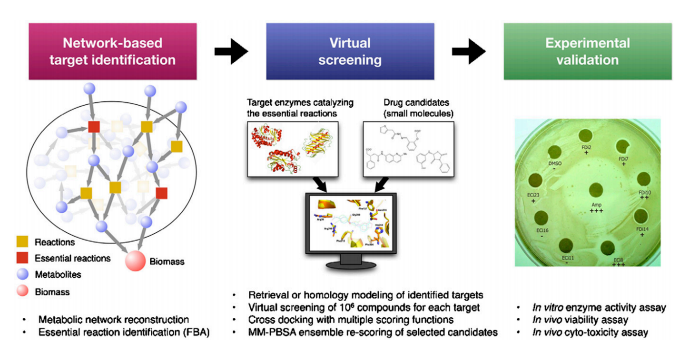 Network-based
target identification
Virtual
screening
Experimental
validation
Reactions
Essential reactions
Metabolites
Biomass
Biomass
• Metabolic network reconstruction
• Essential reaction identification (FBA)
Target enzymes catalyzing
the essential reactions
Drug candidates
(small molecules)
• Retrieval or homology modeling of identified targets
• Virtual screening of 10⁶ compounds for each target
• Cross docking with multiple scoring functions
• MM-PBSA ensemble re-scoring of selected candidates
FDI2
+
DMSO
-
FDI7
+
ECI3
+
Amp
+++
FDI10
++
ECI6
-
FDI14
+
ECI1
-
ECI8
+++
• In vitro enzyme activity assay
• In vivo viability assay
• In vivo cyto-toxicity assay